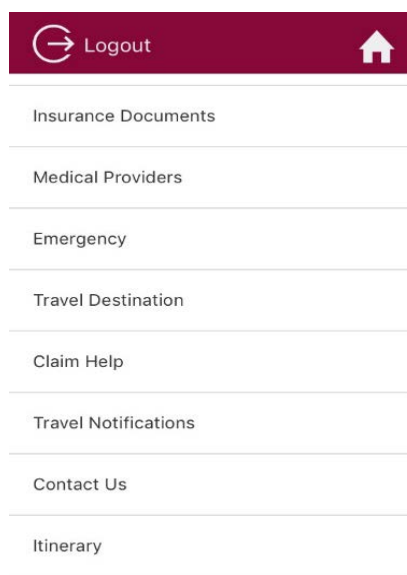 Logout
Insurance Documents
Medical Providers
Emergency
Travel Destination
Claim Help
Travel Notifications
Contact Us
Itinerary